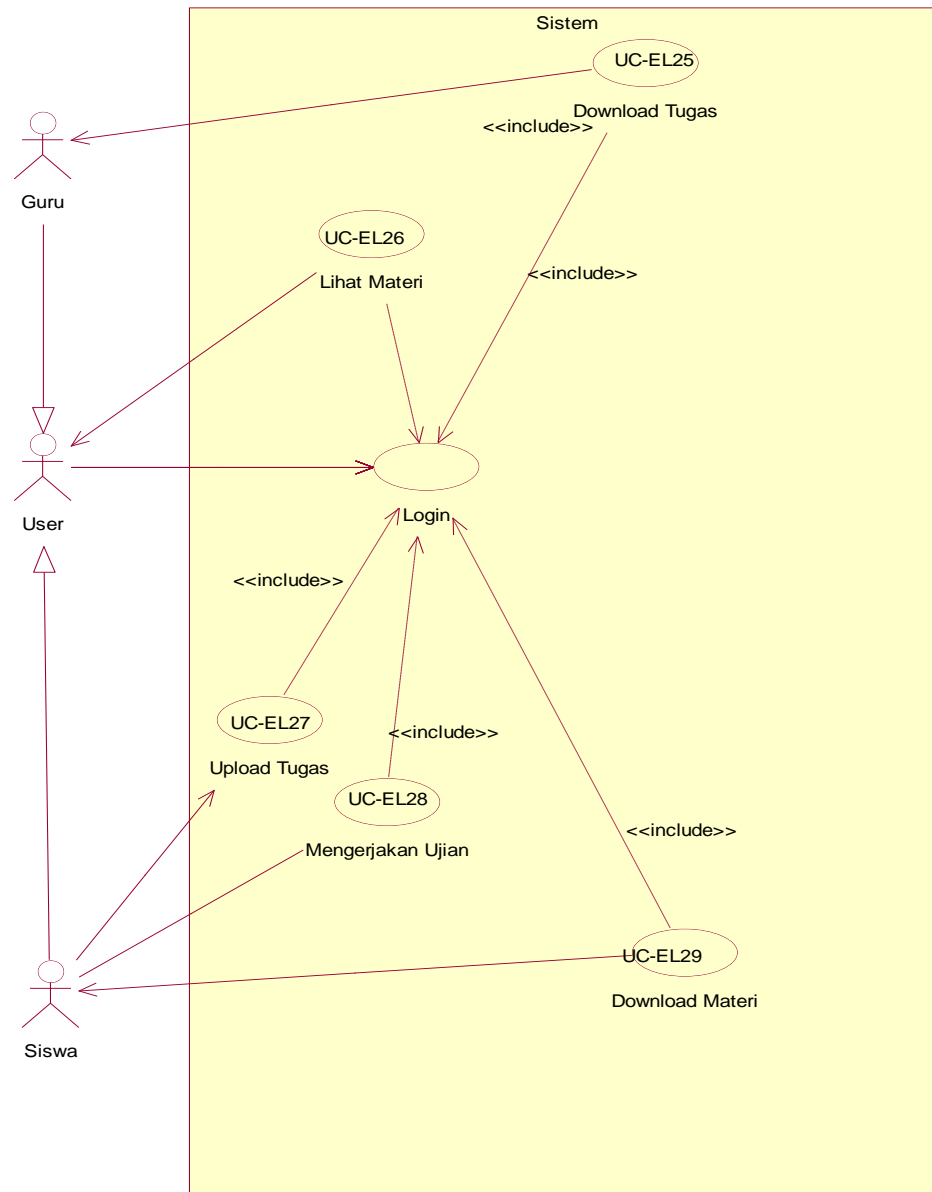 Sistem
UC-EL25
Download Tugas
<<include>>
Guru
UC-EL26
Lihat Materi
<<include>>
User
Login
<<include>>
UC-EL27
Upload Tugas
<<include>>
UC-EL28
Mengerjakan Ujian
<<include>>
UC-EL29
Download Materi
Siswa